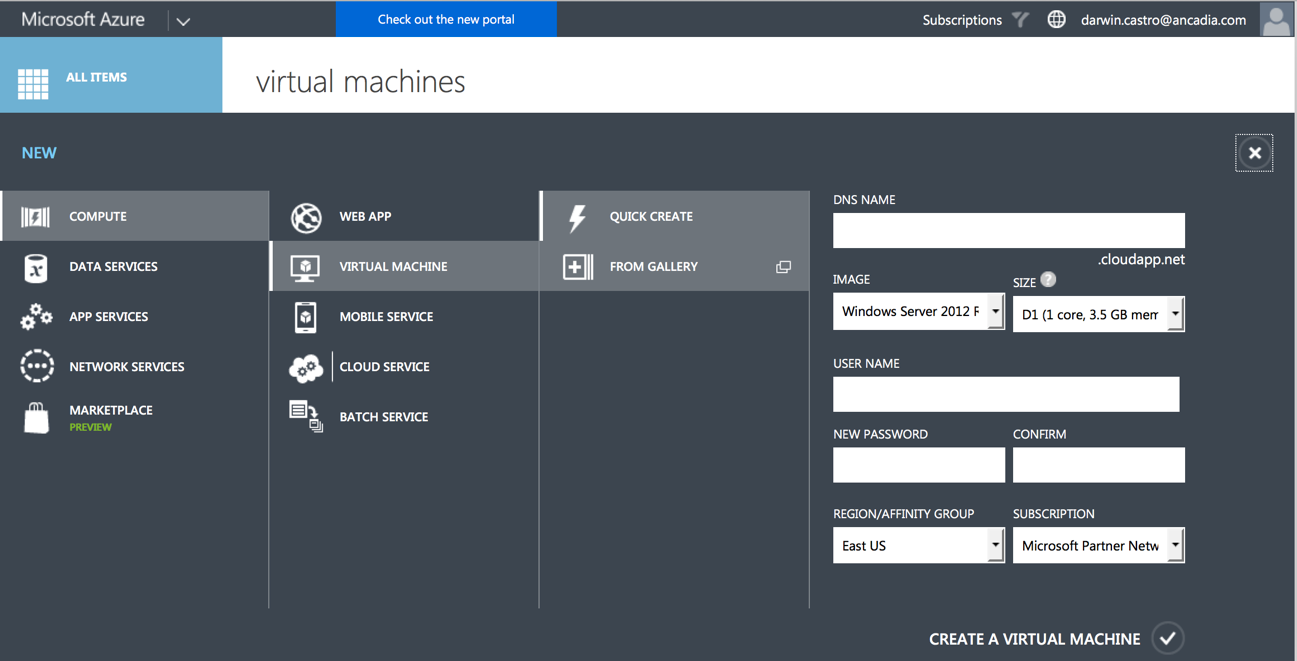 Microsoft Azure
Check out the new portal
Subscriptions
darwin.castro@ancadia.com
ALL ITEMS
virtual machines
NEW
COMPUTE
DATA SERVICES
APP SERVICES
NETWORK SERVICES
MARKETPLACE
PREVIEW
WEB APP
VIRTUAL MACHINE
MOBILE SERVICE
CLOUD SERVICE
BATCH SERVICE
QUICK CREATE
FROM GALLERY
DNS NAME
.cloudapp.net
IMAGE
SIZE ?
Windows Server 2012 R
D1 (1 core, 3.5 GB mem
USER NAME
NEW PASSWORD
CONFIRM
REGION/AFFINITY GROUP
SUBSCRIPTION
East US
Microsoft Partner Netw
CREATE A VIRTUAL MACHINE